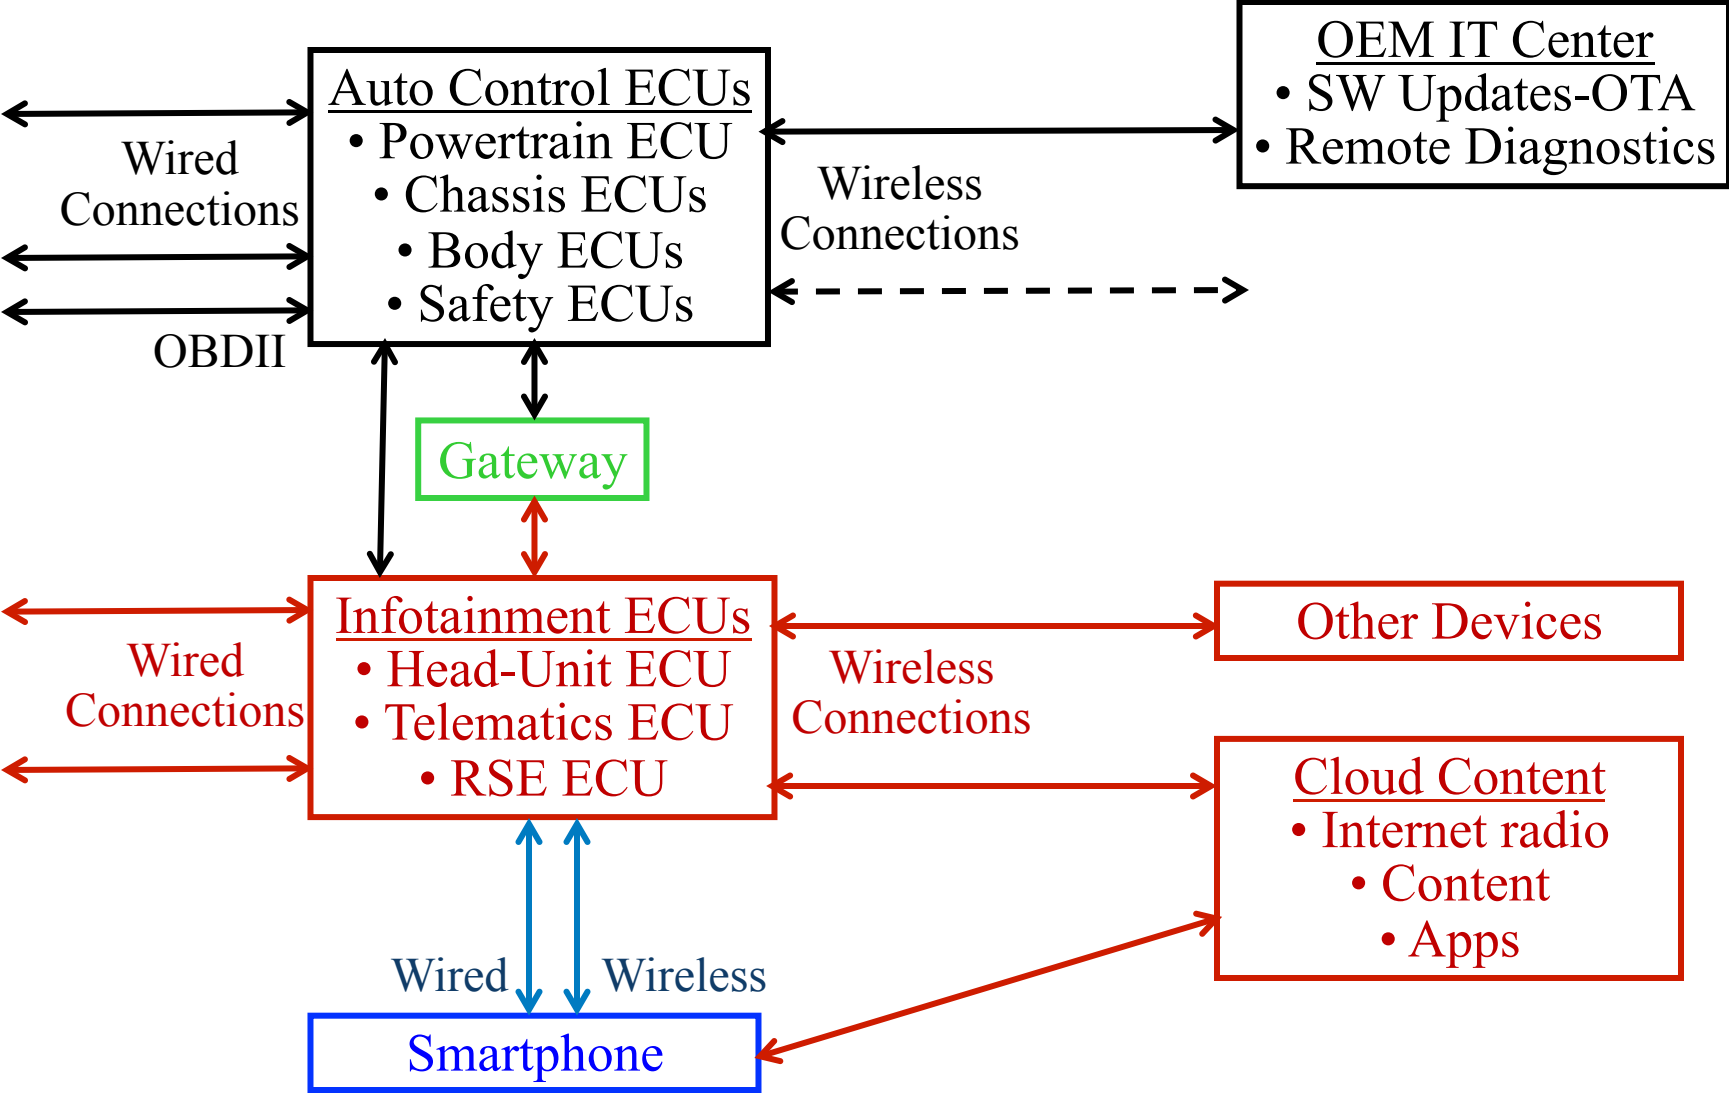 OEM IT Center
• SW Updates-OTA
• Remote Diagnostics
Auto Control ECUs
• Powertrain ECU
• Chassis ECUs
• Body ECUs
• Safety ECUs
Wired
Connections
OBDII
Wireless
Connections
Gateway
Infotainment ECUs
• Head-Unit ECU
• Telematics ECU
• RSE ECU
Wired
Connections
Wireless
Connections
Other Devices
Cloud Content
• Internet radio
• Content
• Apps
Wired
Wireless
Smartphone